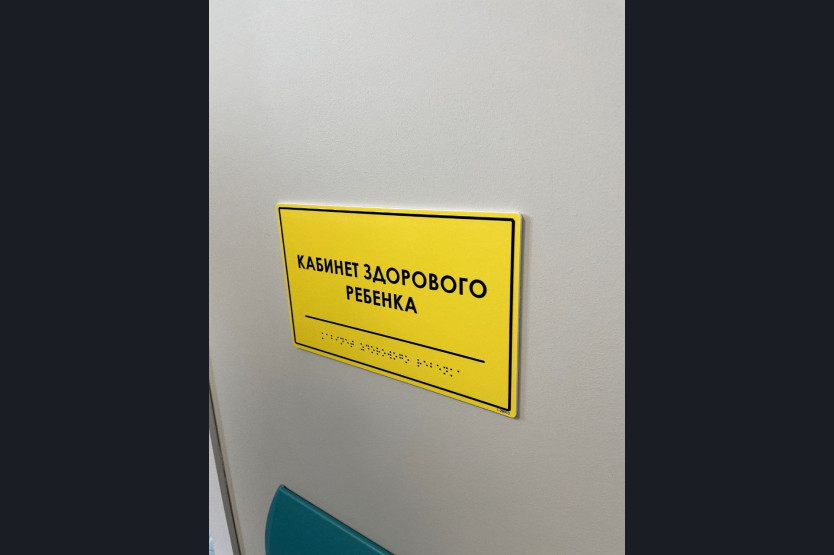 КАБИНЕТ ЗДОРОВОГО
РЕБЕНКА
⠅⠁⠃⠊⠝⠑⠞ ⠵⠙⠕⠗⠕⠺⠕⠛⠕ ⠗⠑⠃⠑⠝⠅⠁